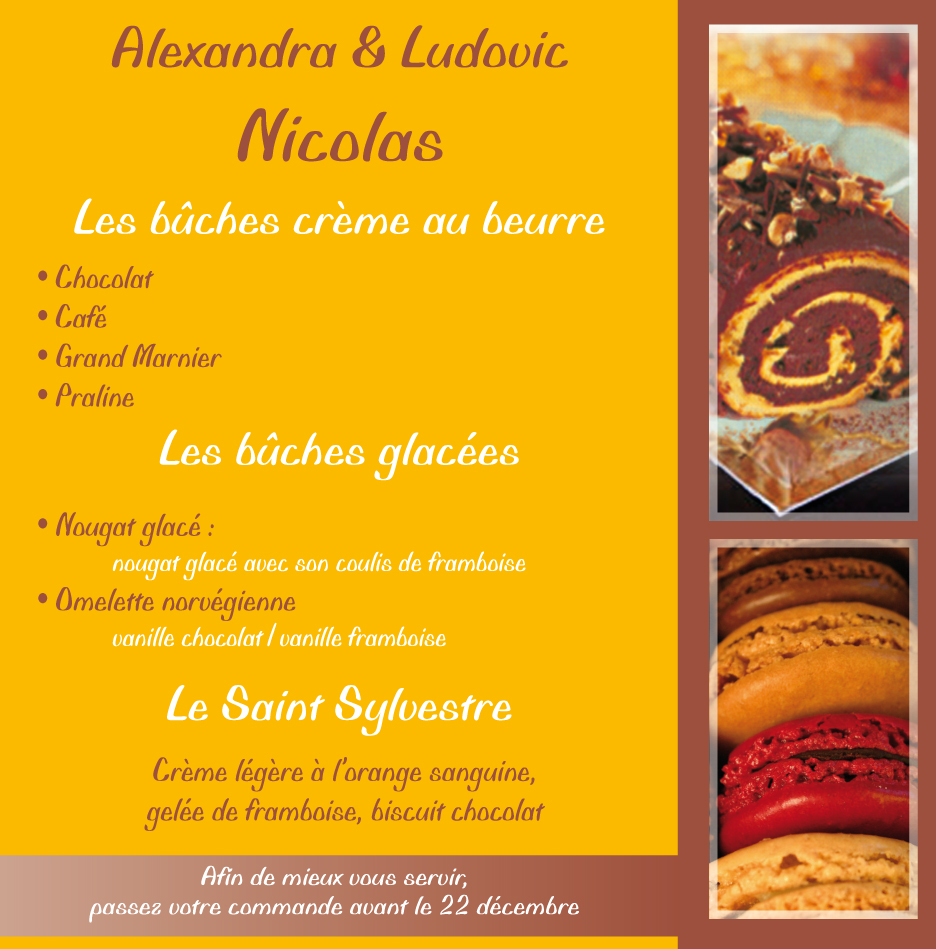 Alexandra & Ludovic
Nicolas
Les bûches crème au beurre
• Chocolat
• Café
• Grand Marnier
• Praline
Les bûches glacées
• Nougat glacé :
nougat glacé avec son coulis de framboise
• Omelette norvégienne
vanille chocolat / vanille framboise
Le Saint Sylvestre
Crème légère à l'orange sanguine,
gelée de framboise, biscuit chocolat
Afin de mieux vous servir,
passez votre commande avant le 22 décembre